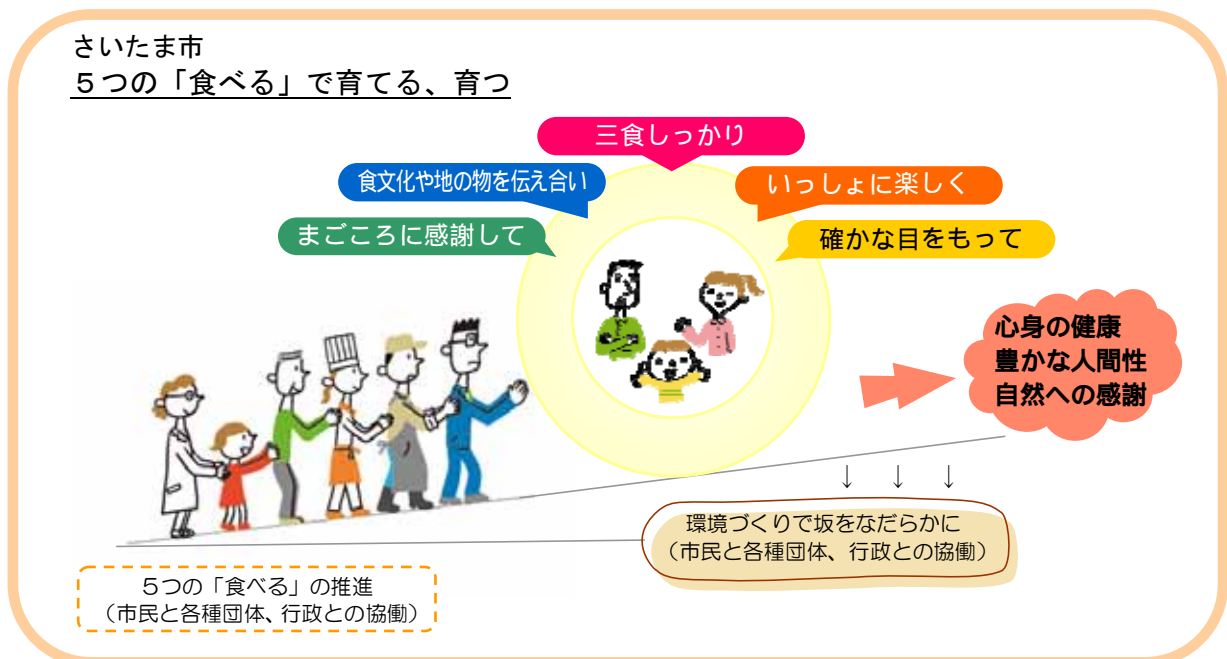 さいたま市
５つの「食べる」で育てる、育つ
三食しっかり
食文化や地の物を伝え合い
いっしょに楽しく
まごころに感謝して
確かな目をもって
心身の健康
豊かな人間性
自然への感謝
↓ ↓ ↓
環境づくりで坂をなだらかに
（市民と各種団体、行政との協働）
５つの「食べる」の推進
（市民と各種団体、行政との協働）